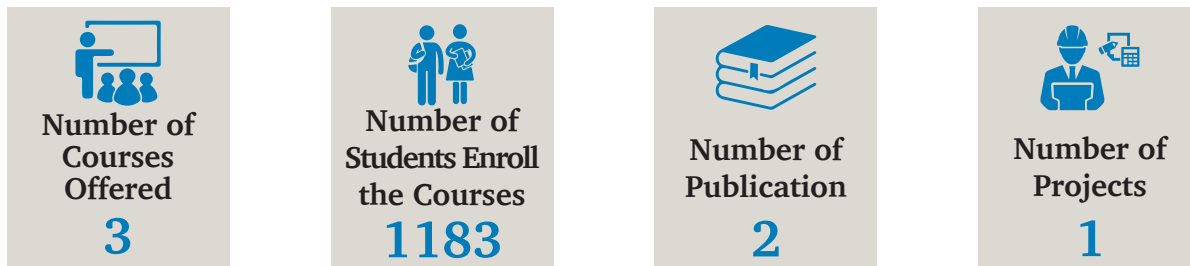 Number of
Courses
Offered
3
Number of
Students Enroll
the Courses
1183
Number of
Publication
2
Number of
Projects
1